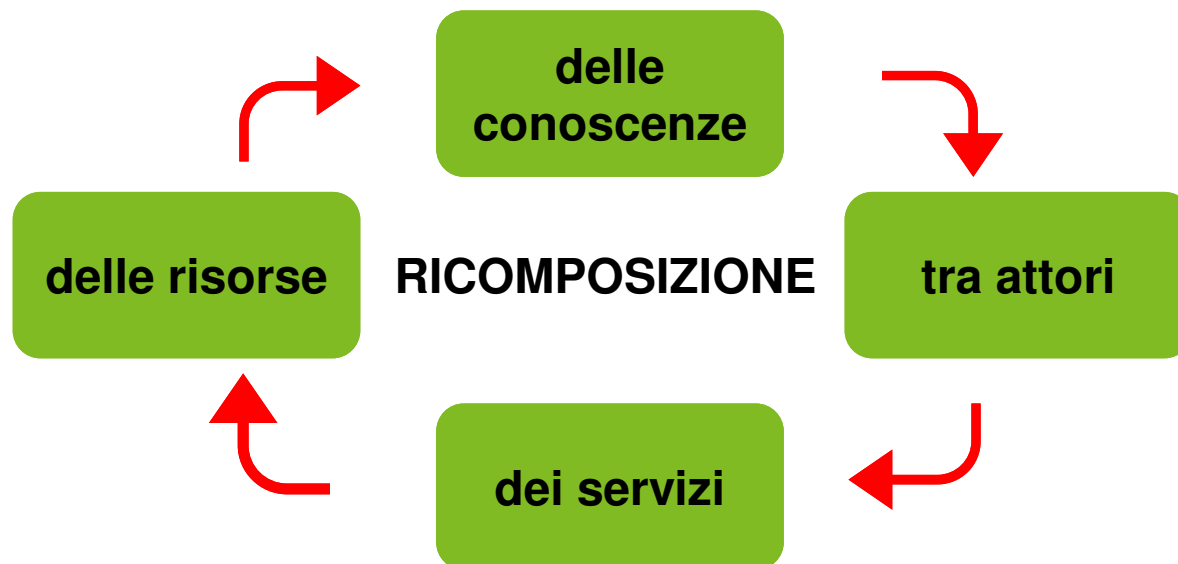 delle
conoscenze
delle risorse
RICOMPOSIZIONE
tra attori
dei servizi